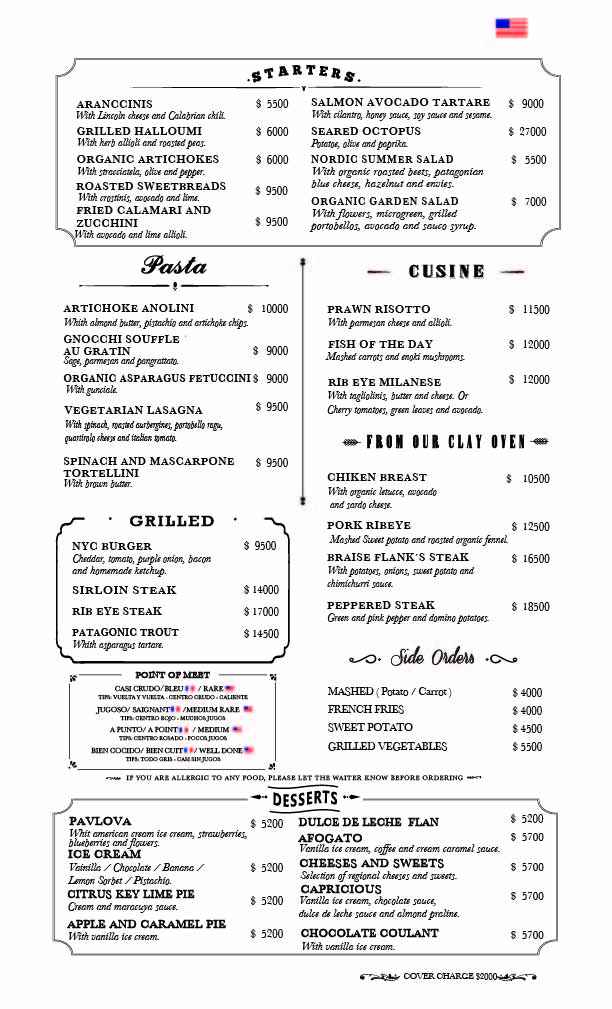 STARTERS
ARANCCINIS $ 5500
With Lincoln cheese and Calabrian chili.
GRILLED HALLOUMI $ 6000
With herb allioli and roasted peas.
ORGANIC ARTICHOKES $ 6000
With stracciatela, olive and pepper.
ROASTED SWEETBREADS $ 9500
With crostinis, avocado and lime.
FRIED CALAMARI AND
ZUCCHINI $ 9500
With avocado and lime allioli.
SALMON AVOCADO TARTARE $ 9000
With cilantro, honey sauce, soy sauce and sesame.
SEARED OCTOPUS $ 27000
Potatoe, olive and paprika.
NORDIC SUMMER SALAD $ 5500
With organic roasted beets, patagonian
blue cheese, hazelnut and envies.
ORGANIC GARDEN SALAD $ 7000
With flowers, microgreen, grilled
portobellos, avocado and sauco syrup.
Pasta
ARTICHOKE ANOLINI $ 10000
Whith almond butter, pistachio and artichoke chips.
GNOCCHI SOUFFLE
AU GRATIN $ 9000
Sage, parmesan and pangrattato.
ORGANIC ASPARAGUS FETUCCINI $ 9000
With gunciale.
VEGETARIAN LASAGNA $ 9500
With spinach, roasted aurbergines, portobello ragu,
quartirolo cheese and italian tomato.
SPINACH AND MASCARPONE $ 9500
TORTELLINI
With brown butter.
CUSINE
PRAWN RISOTTO $ 11500
With parmesan cheese and allioli.
FISH OF THE DAY $ 12000
Mashed carrots and enoki mushrooms.
RIB EYE MILANESE $ 12000
With tagliolinis, butter and cheese. Or
Cherry tomatoes, green leaves and avocado.
FROM OUR CLAY OVEN
CHIKEN BREAST $ 10500
With organic letucce, avocado
and sardo cheese.
PORK RIBEYE $ 12500
Mashed Sweet potato and roasted organic fennel.
BRAISE FLANK'S STEAK $ 16500
With potatoes, onions, sweet potato and
chimichurri sauce.
PEPPERED STEAK $ 18500
Green and pink pepper and domino potatoes.
GRILLED
NYC BURGER $ 9500
Cheddar, tomato, purple onion, bacon
and homemade ketchup.
SIRLOIN STEAK $ 14000
RIB EYE STEAK $ 17000
PATAGONIC TROUT $ 14500
Whith asparagus tartare.
POINT OF MEET
CASI CRUDO/BLEU / RARE
TIPS: VUELTA Y VUELTA - CENTRO CRUDO - CALIENTE
JUGOSO/ SAIGNANT /MEDIUM RARE
TIPS: CENTRO ROJO - MUCHOS JUGOS
A PUNTO/ A POINT / MEDIUM
TIPS: CENTRO ROSADO - POCOS JUGOS
BIEN COCIDO/ BIEN CUIT / WELL DONE
TIPS: TODO GRIS - CASI SIN JUGOS
Side Orders
MASHED ( Potato / Carrot ) $ 4000
FRENCH FRIES $ 4000
SWEET POTATO $ 4500
GRILLED VEGETABLES $ 5500
IF YOU ARE ALLERGIC TO ANY FOOD, PLEASE LET THE WAITER KNOW BEFORE ORDERING
DESSERTS
PAVLOVA $ 5200
Whit american cream ice cream, strawberries,
blueberries and flowers.
ICE CREAM
Vainilla / Chocolate / Banana / $ 5200
Lemon Sorbet / Pistachio.
CITRUS KEY LIME PIE $ 5200
Cream and maracuya sauce.
APPLE AND CARAMEL PIE $ 5200
With vanilla ice cream.
DULCE DE LECHE FLAN $ 5200
AFOGATO $ 5700
Vanilla ice cream, coffee and cream caramel sauce.
CHEESES AND SWEETS $ 5700
Selection of regional cheeses and sweets.
CAPRICIOUS $ 5700
Vanilla ice cream, chocolate sauce,
dulce de leche sauce and almond praline.
CHOCOLATE COULANT $ 5700
With vanilla ice cream.
COVER CHARGE $2000